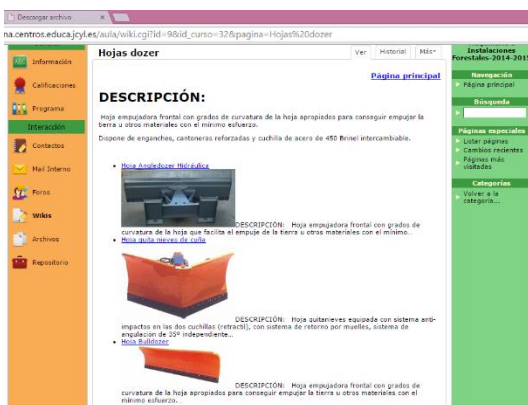 Descargar archivo
na.centros.educa.jcyl.es/aula/wiki.cgi?id=9&id_curso=32&pagina=Hojas%20dozer
ABC Información
Calificaciones
Programa
Interacción
Contactos
Mail Interno
Foros
Wikis
Archivos
Repositorio
Hojas dozer
Ver Historial Más
Página principal
DESCRIPCIÓN:
Hoja empujadora frontal con grados de curvatura de la hoja apropiados para conseguir empujar la
tierra u otros materiales con el mínimo esfuerzo.
Dispone de enganches, cantoneras reforzadas y cuchilla de acero de 450 Brinel intercambiable.
Hoja Angledozer Hidráulica
DESCRIPCIÓN: Hoja empujadora frontal con grados de
curvatura de la hoja que facilita el empuje de la tierra u otros materiales con el mínimo..
Hoja quita nieves de cuña
DESCRIPCIÓN: Hoja quitanieves equipada con sistema anti-
impactos en las dos cuchillas (retractil), con sistema de retorno por muelles, sistema de
angulación de 35º independiente...
Hoja Bulldozer
DESCRIPCIÓN: Hoja empujadora frontal con grados de
curvatura de la hoja apropiados para conseguir empujar la tierra u otros materiales con el
mínimo esfuerzo.
Instalaciones
Forestales-2014-2015
Navegación
Página principal
Búsqueda
Páginas especiales
Listar páginas
Cambios recientes
Páginas más
visitadas
Categorías
Volver a la
categoría...